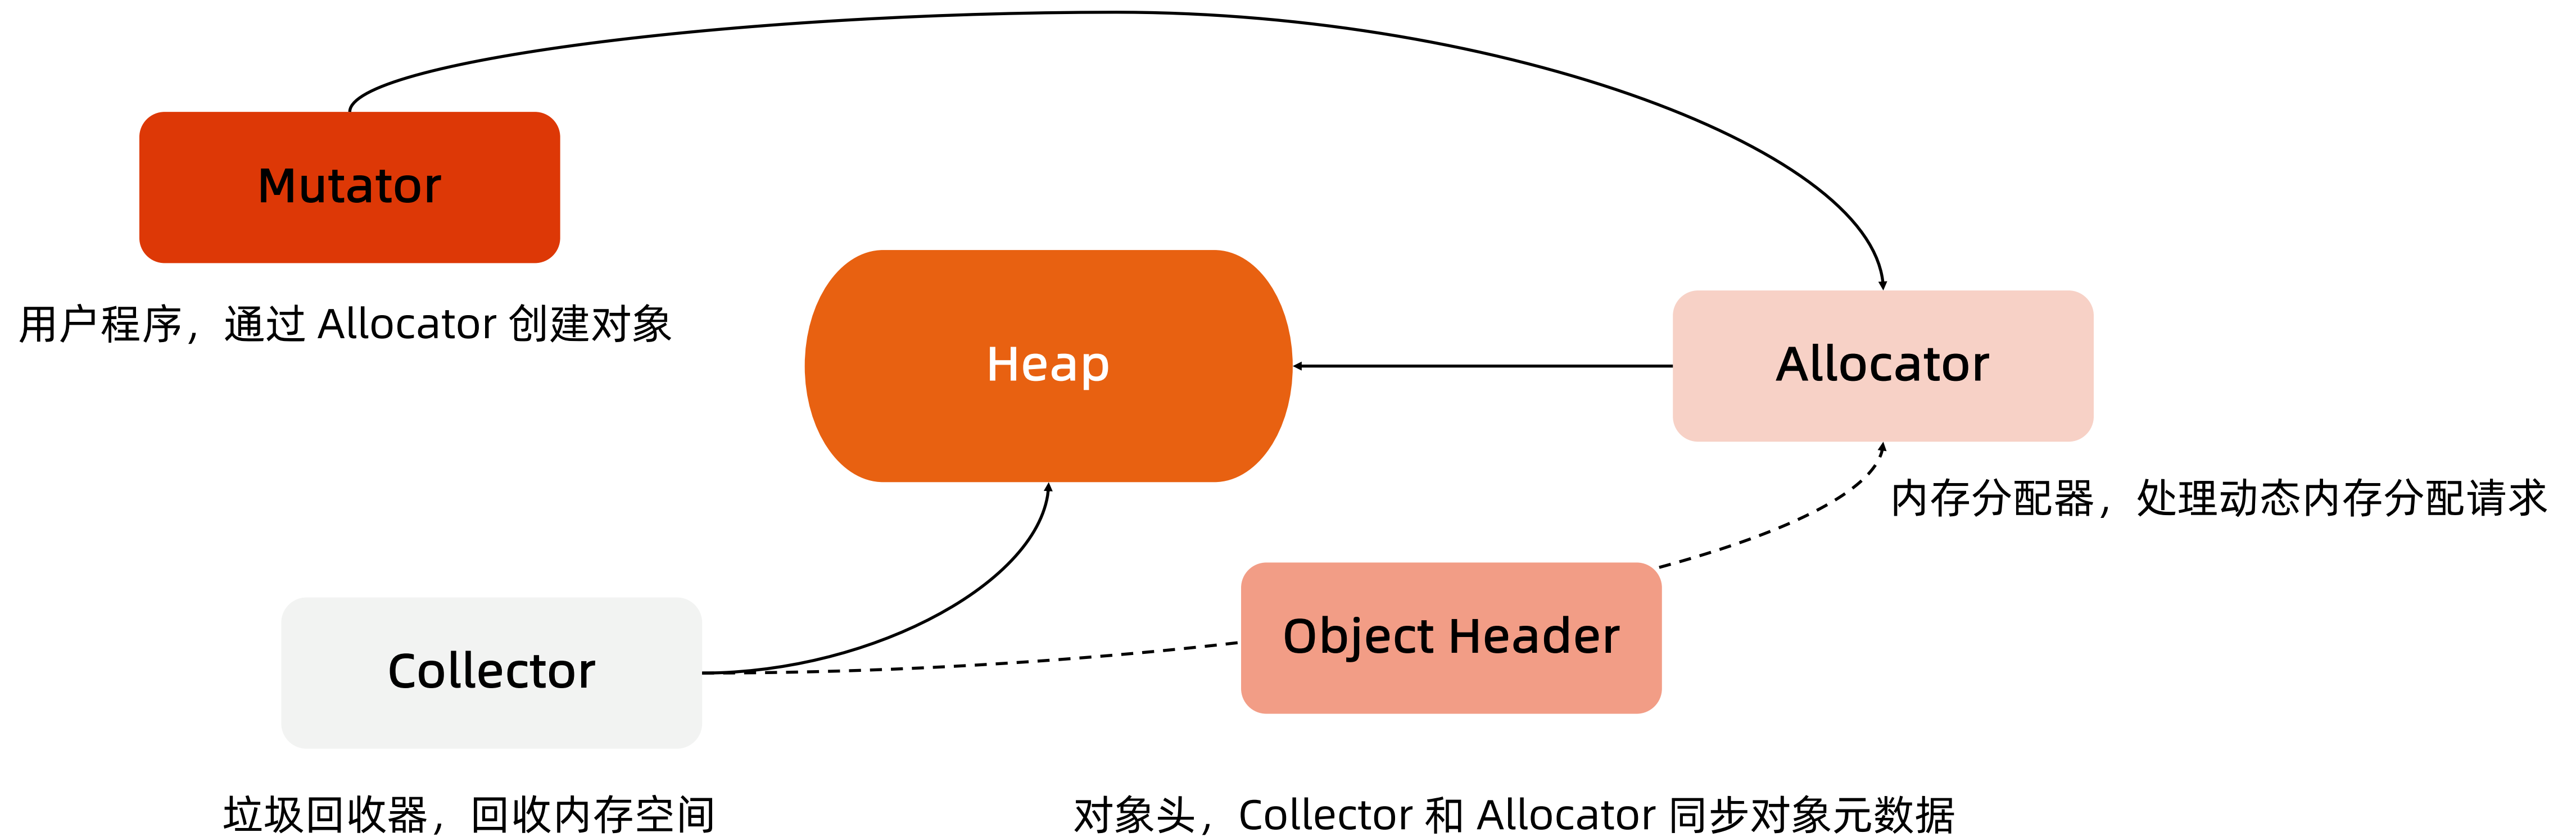 Mutator
用户程序，通过 Allocator 创建对象
Heap
Allocator
内存分配器，处理动态内存分配请求
Object Header
Collector
垃圾回收器，回收内存空间
对象头，Collector 和 Allocator 同步对象元数据